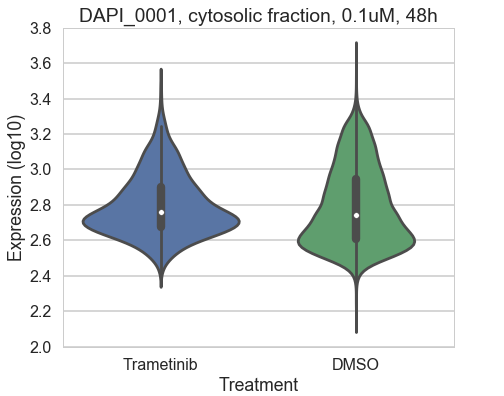 DAPI_0001, cytosolic fraction, 0.1uM, 48h
3.8
3.6
3.4
3.2
3.0
2.8
2.6
2.4
2.2
2.0
Expression (log10)
Trametinib DMSO
Treatment